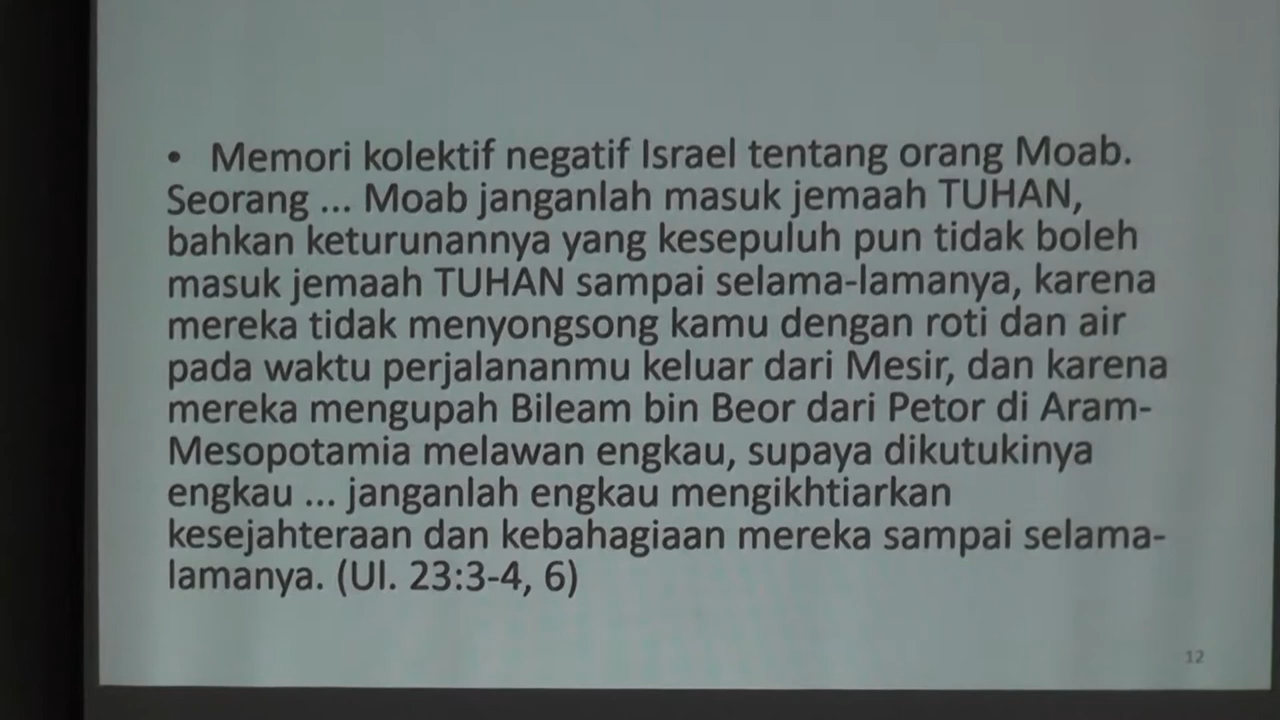 • Memori kolektif negatif Israel tentang orang Moab.
Seorang ... Moab janganlah masuk jemaah TUHAN,
bahkan keturunannya yang kesepuluh pun tidak boleh
masuk jemaah TUHAN sampai selama-lamanya, karena
mereka tidak menyongsong kamu dengan roti dan air
pada waktu perjalananmu keluar dari Mesir, dan karena
mereka mengupah Bileam bin Beor dari Petor di Aram-
Mesopotamia melawan engkau, supaya dikutukinya
engkau ... janganlah engkau mengikhtiarkan
kesejahteraan dan kebahagiaan mereka sampai selama-
lamanya. (Ul. 23:3-4, 6)
12